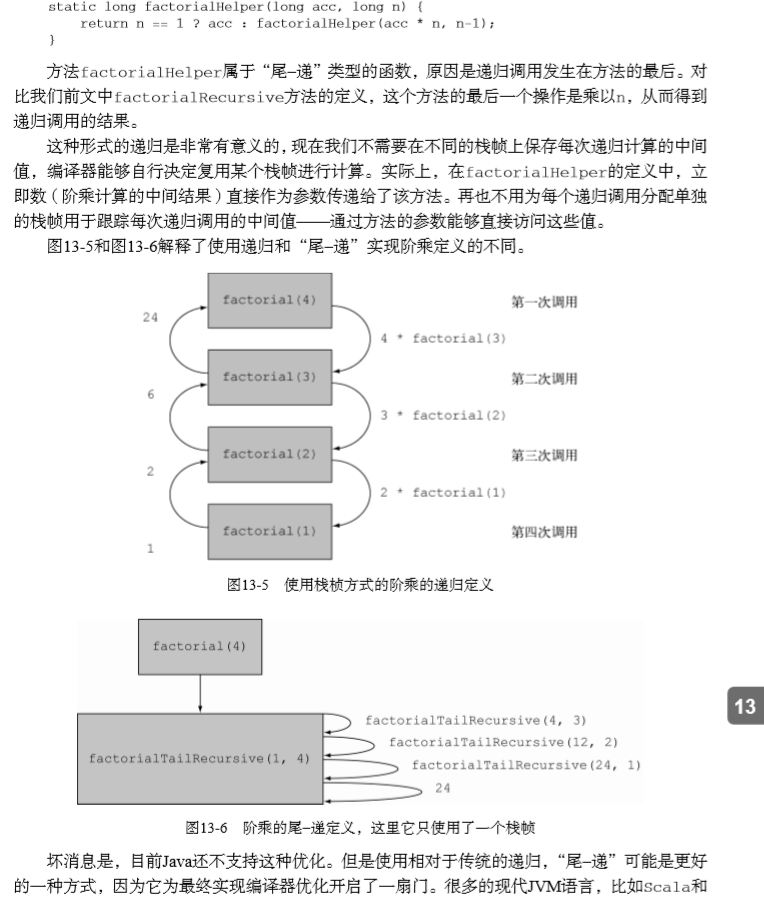 static long factorialHelper(long acc, long n) {
return n == 1 ? acc : factorialHelper(acc * n, n-1);
}
方法factorialHelper属于“尾–递”类型的函数，原因是递归调用发生在方法的最后。对
比我们前文中factorialRecursive方法的定义，这个方法的最后一个操作是乘以n，从而得到
递归调用的结果。
这种形式的递归是非常有意义的，现在我们不需要在不同的栈帧上保存每次递归计算的中间
值，编译器能够自行决定复用某个栈帧进行计算。实际上，在factorialHelper的定义中，立
即数（阶乘计算的中间结果）直接作为参数传递给了该方法。再也不用为每个递归调用分配单独
的栈帧用于跟踪每次递归调用的中间值——通过方法的参数能够直接访问这些值。
图13-5和图13-6解释了使用递归和“尾–递”实现阶乘定义的不同。
factorial(4)
第一次调用
24
4 * factorial(3)
factorial(3)
第二次调用
6
3 * factorial(2)
factorial(2)
第三次调用
2
2 * factorial(1)
factorial(1)
第四次调用
1
图13-5 使用栈桢方式的阶乘的递归定义
factorial(4)
factorialTailRecursive(1, 4)
factorialTailRecursive(4, 3)
factorialTailRecursive(12, 2)
factorialTailRecursive(24, 1)
24
13
图13-6 阶乘的尾–递定义，这里它只使用了一个栈帧
坏消息是，目前Java还不支持这种优化。但是使用相对于传统的递归，“尾–递”可能是更好
的一种方式，因为它为最终实现编译器优化开启了一扇门。很多的现代JVM语言，比如Scala和